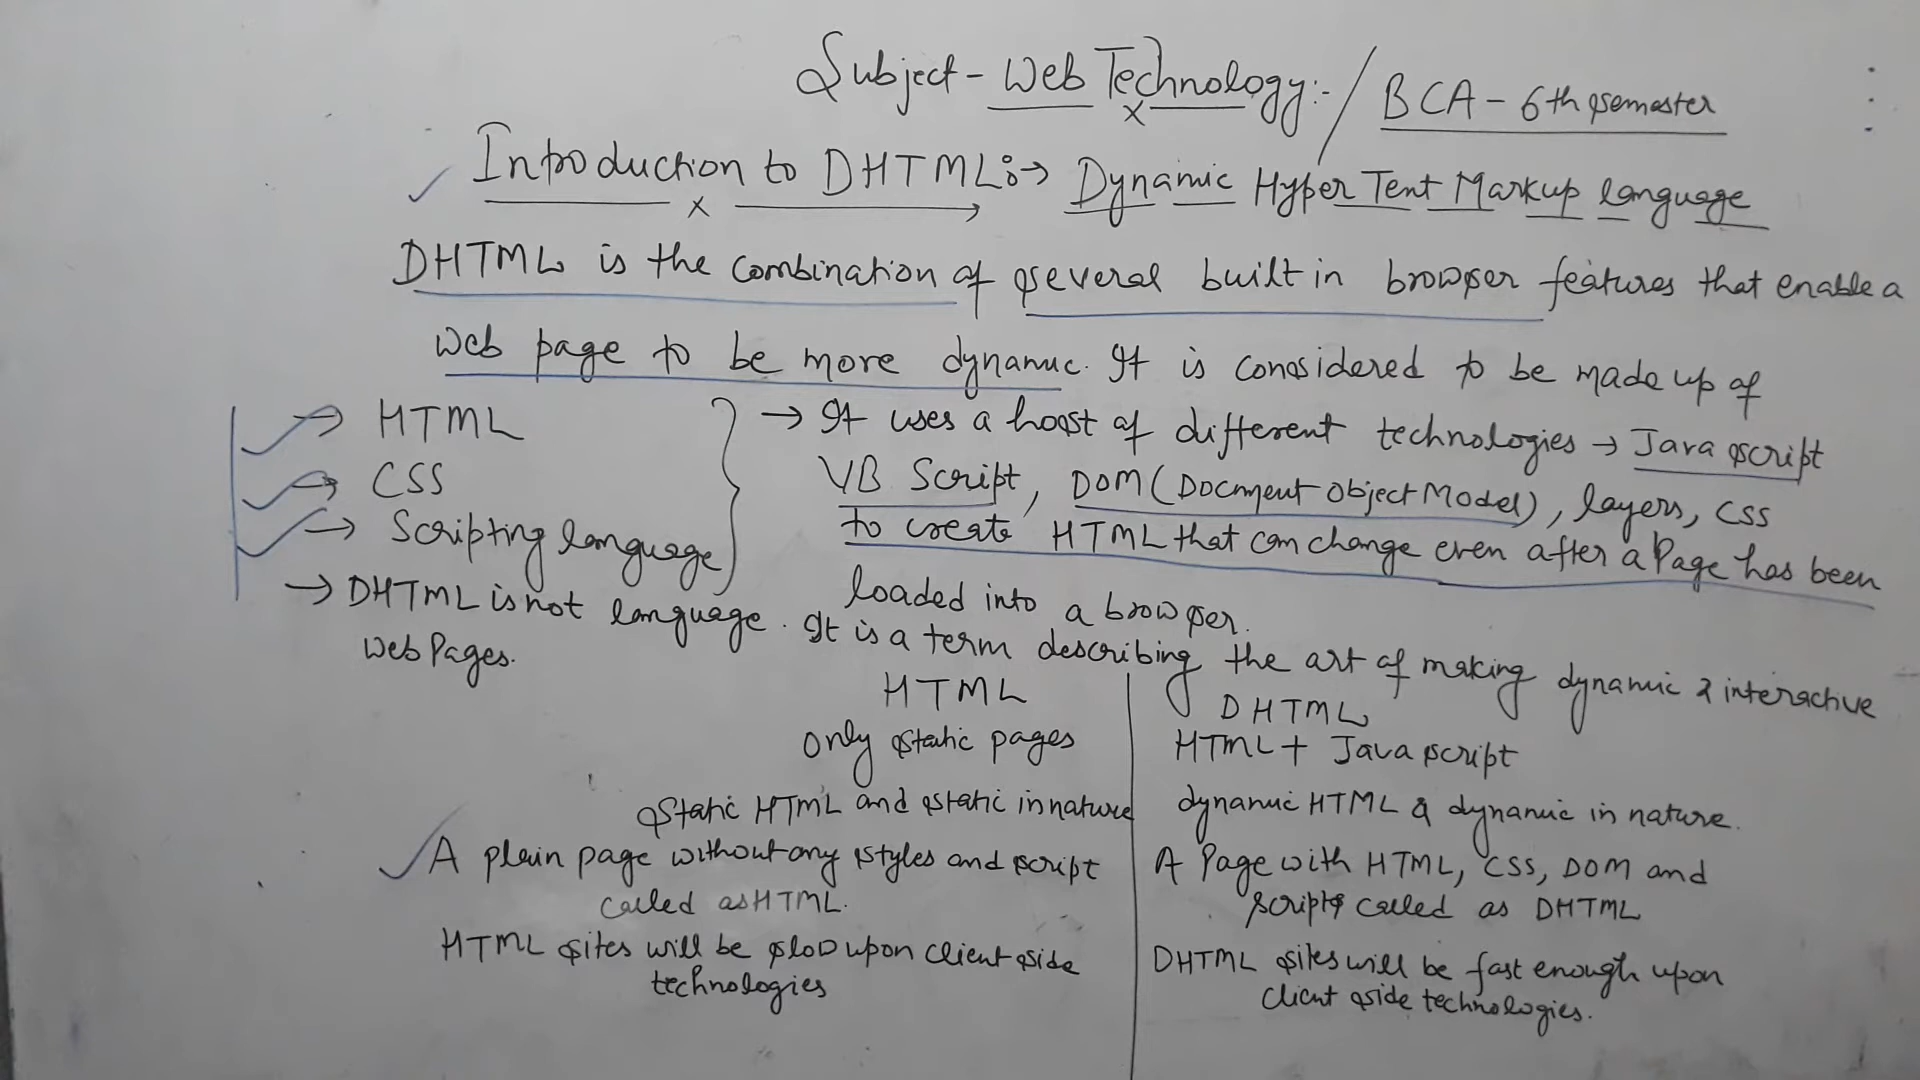 Subject - Web Technology :- / BCA - 6th semester
Introduction to DHTML :→ Dynamic Hyper Tent Markup language
DHTML is the combination of several built in browser features that enable a
web page to be more dynamic. It is considered to be made up of
→ HTML
→ CSS
→ Scripting language
→ It uses a host of different technologies → Java script
VB Script, DOM (Document Object Model), layers, CSS
to create HTML that can change even after a Page has been
loaded into a browser.
→ DHTML is not language. It is a term describing the art of making dynamic & interactive
web Pages.
HTML
only static pages
static HTML and static in nature
A plain page without any styles and script
called as HTML.
HTML sites will be slow upon client side
technologies
DHTML
HTML + Java script
dynamic HTML & dynamic in nature.
A Page with HTML, CSS, DOM and
scripts called as DHTML
DHTML sites will be fast enough upon
client side technologies.